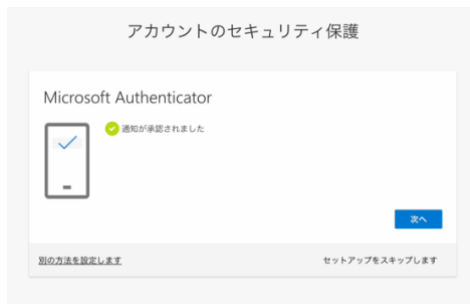 アカウントのセキュリティ保護
Microsoft Authenticator
通知が承認されました
次へ
別の方法を設定します
セットアップをスキップします